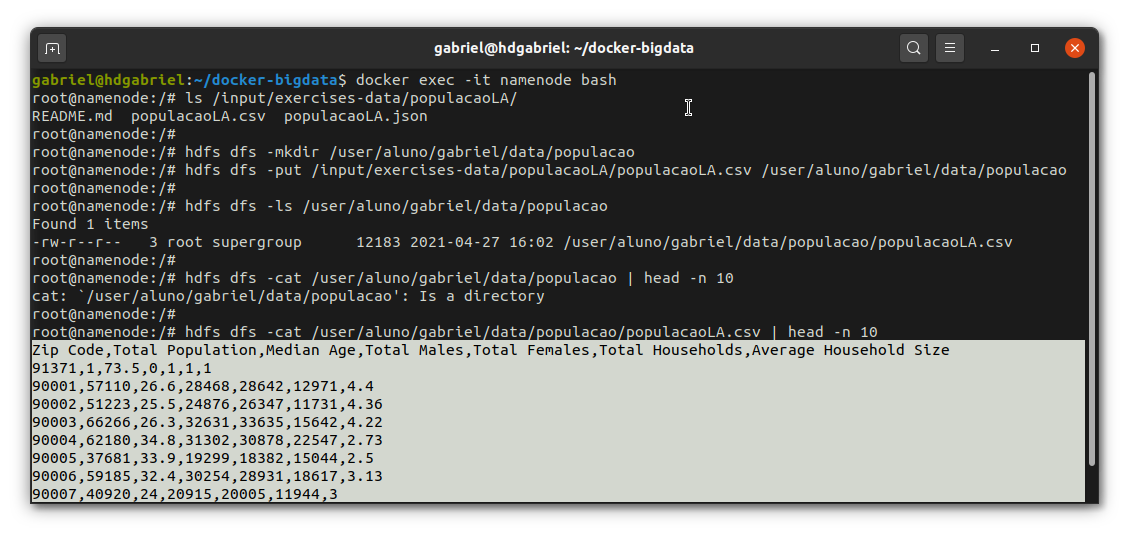 gabriel@hdgabriel: ~/docker-bigdata
gabriel@hdgabriel:~/docker-bigdata$ docker exec -it namenode bash
root@namenode:/# ls /input/exercises-data/populacaoLA/
README.md  populacaoLA.csv  populacaoLA.json
root@namenode:/#
root@namenode:/# hdfs dfs -mkdir /user/aluno/gabriel/data/populacao
root@namenode:/# hdfs dfs -put /input/exercises-data/populacaoLA/populacaoLA.csv /user/aluno/gabriel/data/populacao
root@namenode:/#
root@namenode:/# hdfs dfs -ls /user/aluno/gabriel/data/populacao
Found 1 items
-rw-r--r--   3 root supergroup      12183 2021-04-27 16:02 /user/aluno/gabriel/data/populacao/populacaoLA.csv
root@namenode:/#
root@namenode:/# hdfs dfs -cat /user/aluno/gabriel/data/populacao | head -n 10
cat: `/user/aluno/gabriel/data/populacao': Is a directory
root@namenode:/#
root@namenode:/# hdfs dfs -cat /user/aluno/gabriel/data/populacao/populacaoLA.csv | head -n 10
Zip Code,Total Population,Median Age,Total Males,Total Females,Total Households,Average Household Size
91371,1,73.5,0,1,1,1
90001,57110,26.6,28468,28642,12971,4.4
90002,51223,25.5,24876,26347,11731,4.36
90003,66266,26.3,32631,33635,15642,4.22
90004,62180,34.8,31302,30878,22547,2.73
90005,37681,33.9,19299,18382,15044,2.5
90006,59185,32.4,30254,28931,18617,3.13
90007,40920,24,20915,20005,11944,3